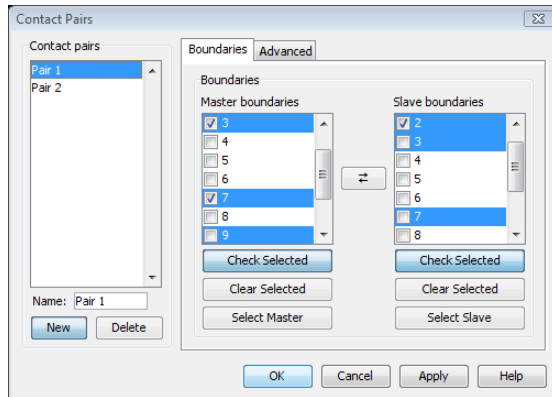 Contact Pairs
Contact pairs
Pair 1
Pair 2
Name: Pair 1
New Delete
Boundaries Advanced
Boundaries
Master boundaries
3
4
5
6
7
8
9
Check Selected
Clear Selected
Select Master
Slave boundaries
2
3
4
5
6
7
8
Check Selected
Clear Selected
Select Slave
OK Cancel Apply Help